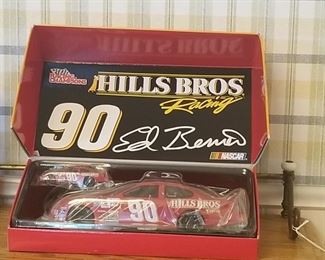 RACING CHAMPIONS
HILLS BROS
Racing
90
Ed Berrier
NASCAR
90
HILLS BROS